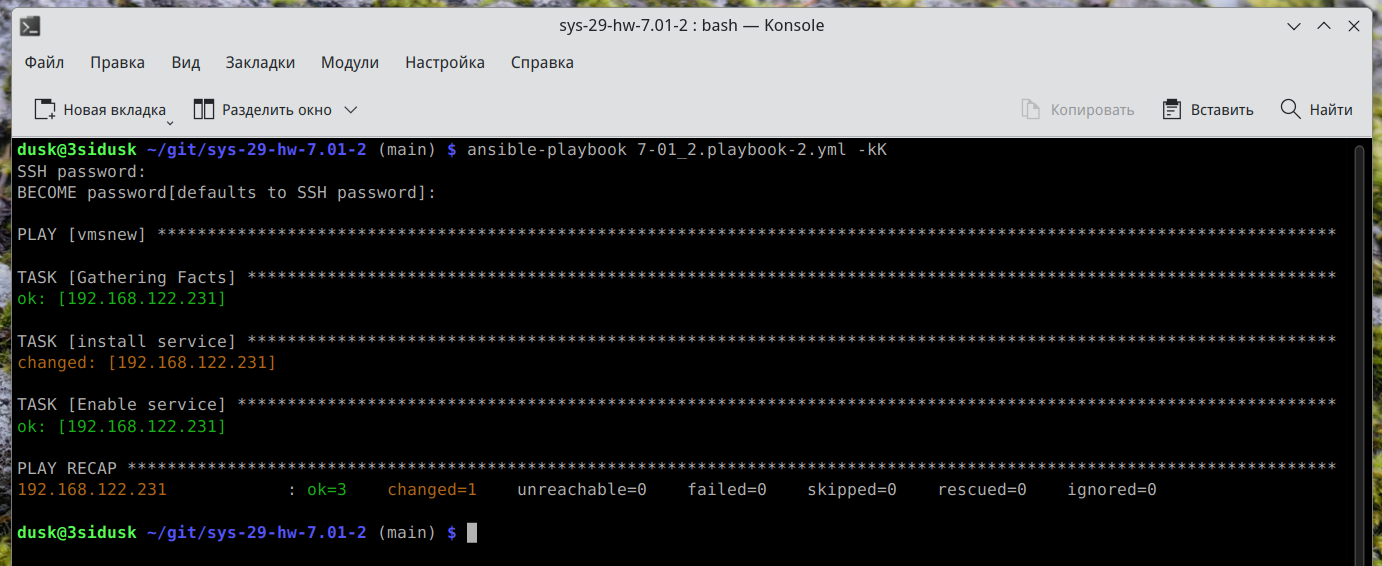 sys-29-hw-7.01-2 : bash — Konsole
Файл Правка Вид Закладки Модули Настройка Справка
Новая вкладка Разделить окно Копировать Вставить Найти
dusk@3sidusk ~/git/sys-29-hw-7.01-2 (main) $ ansible-playbook 7-01_2.playbook-2.yml -kK
SSH password:
BECOME password[defaults to SSH password]:
PLAY [vmsnew] **********************************************************************************************************************
TASK [Gathering Facts] *************************************************************************************************************
ok: [192.168.122.231]
TASK [install service] *************************************************************************************************************
changed: [192.168.122.231]
TASK [Enable service] **************************************************************************************************************
ok: [192.168.122.231]
PLAY RECAP *************************************************************************************************************************
192.168.122.231            : ok=3    changed=1    unreachable=0    failed=0    skipped=0    rescued=0    ignored=0
dusk@3sidusk ~/git/sys-29-hw-7.01-2 (main) $